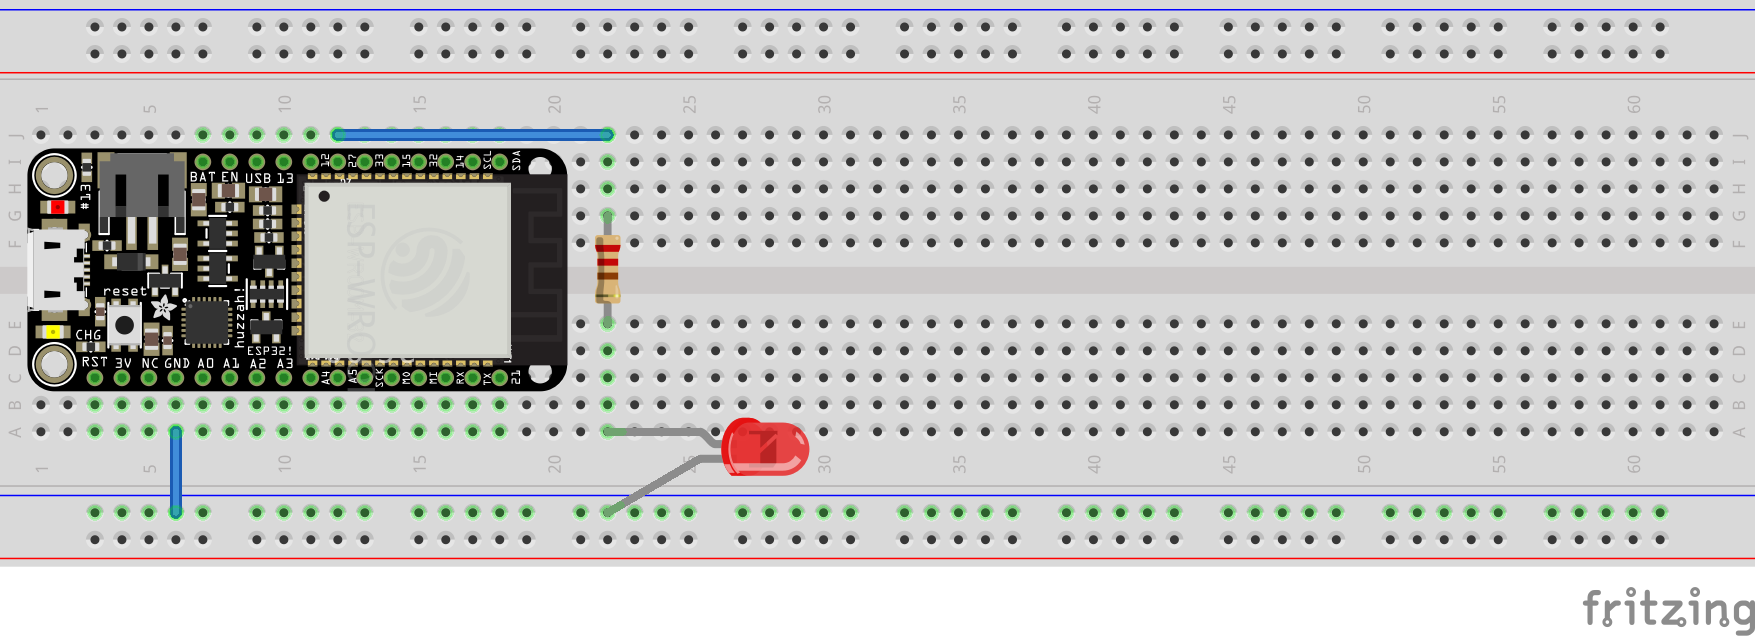 1 5 10 15 20 25 30 35 40 45 50 55 60
J J
I I
H H
G G
F F
12 27 33 15 32 14 SCL SDA
BAT EN USB 13
#13
ESP-WRO
reset
huzzah!
ESP32!
CHG
RST 3V NC GND A0 A1 A2 A3
A4 A5 SCK MO MI RX TX 21
E E
D D
C C
B B
A A
1 5 10 15 20 25 30 35 40 45 50 55 60
fritzing